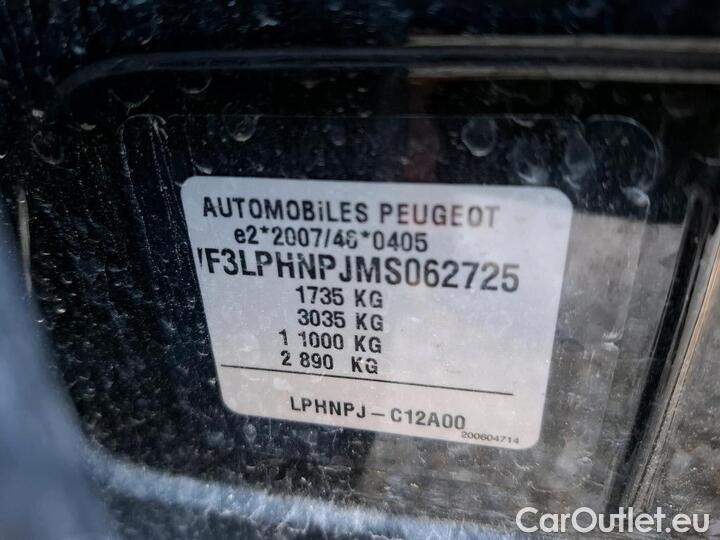 AUTOMOBiLES PEUGEOT
e2*2007/46*0405
VF3LPHNPJMS062725
1735 KG
3035 KG
1 1000 KG
2 890 KG
LPHNPJ - C12A00
200604714
CarOutlet.eu